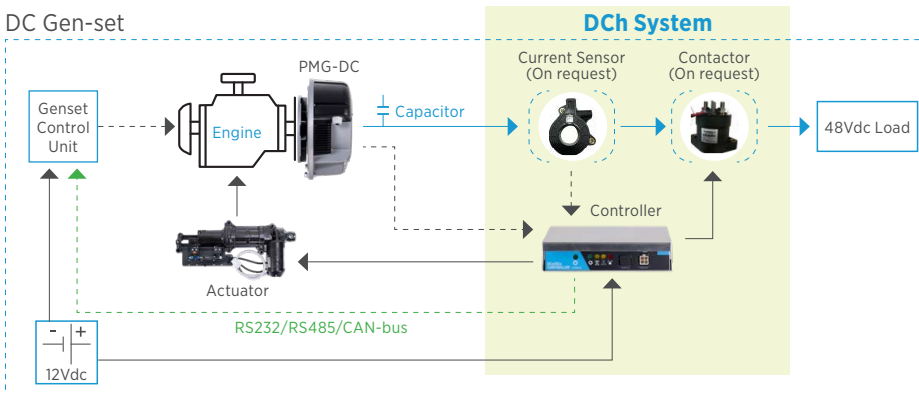 DC Gen-set
DCh System
PMG-DC
Current Sensor
(On request)
Contactor
(On request)
Genset
Control
Unit
Engine
Capacitor
48Vdc Load
Controller
Actuator
RS232/RS485/CAN-bus
- +
12Vdc